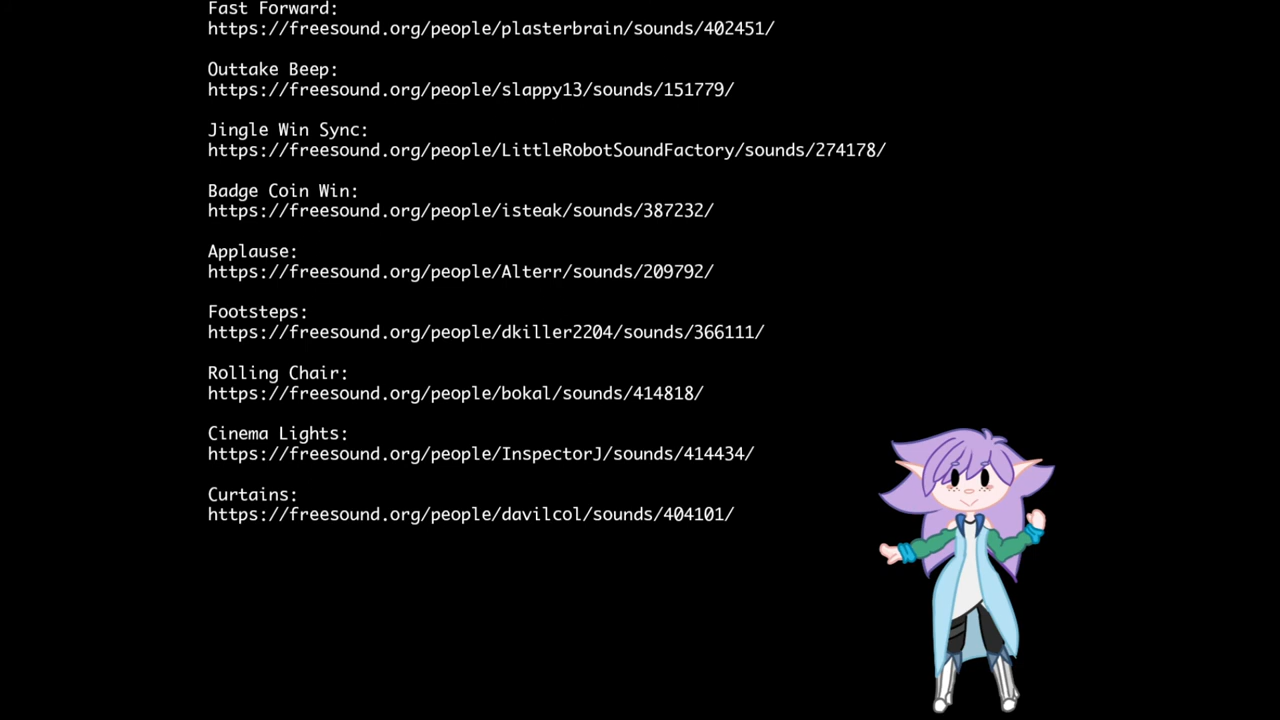 Fast Forward:
https://freesound.org/people/plasterbrain/sounds/402451/
Outtake Beep:
https://freesound.org/people/slappy13/sounds/151779/
Jingle Win Sync:
https://freesound.org/people/LittleRobotSoundFactory/sounds/274178/
Badge Coin Win:
https://freesound.org/people/isteak/sounds/387232/
Applause:
https://freesound.org/people/Alterr/sounds/209792/
Footsteps:
https://freesound.org/people/dkiller2204/sounds/366111/
Rolling Chair:
https://freesound.org/people/bokal/sounds/414818/
Cinema Lights:
https://freesound.org/people/InspectorJ/sounds/414434/
Curtains:
https://freesound.org/people/davilcol/sounds/404101/